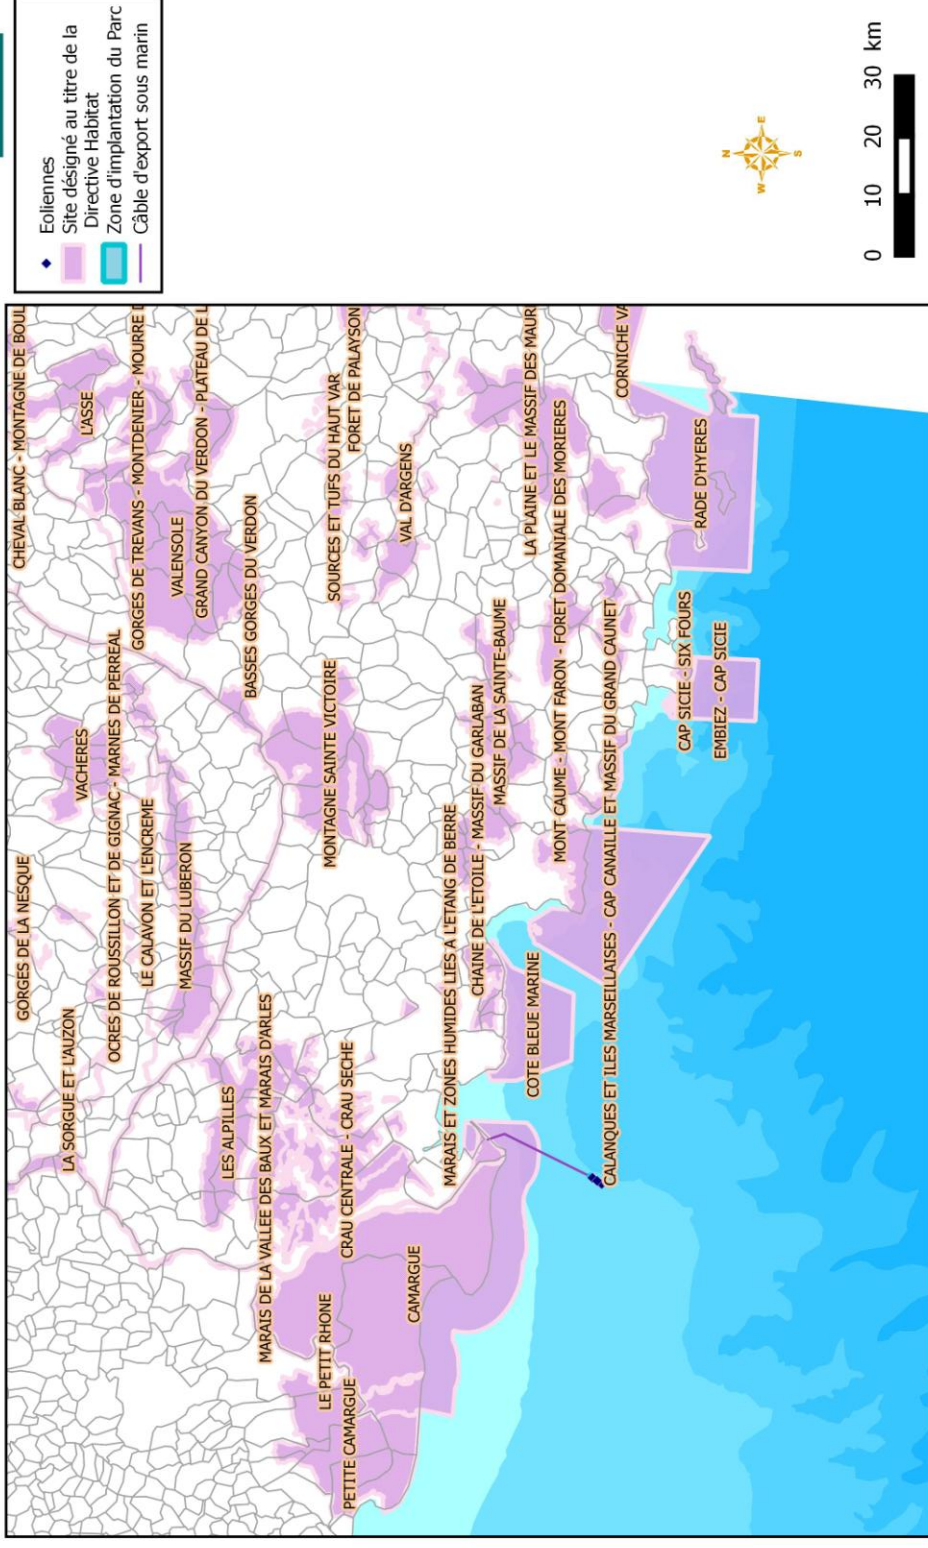 Eoliennes
Site désigné au titre de la
Directive Habitat
Zone d'implantation du Parc
Câble d'export sous marin
N
W
E
S
0 10 20 30 km
CHEVAL BLANC - MONTAGNE DE BOUL
GORGES DE LA NESQUE
L'ASSE
LA SORGUE ET L'AUZON
VACHERES
OCRES DE ROUSSILLON ET DE GIGNAC - MARNES DE PERREAL
GORGES DE TREVANS - MONTDENIER - MOURRE
LE CALAVON ET L'ENCREME
VALENSOLE
MASSIF DU LUBERON
GRAND CANYON DU VERDON - PLATEAU DE L
LES ALPILLES
BASSES GORGES DU VERDON
MARAIS DE LA VALLEE DES BAUX ET MARAIS D'ARLES
LE PETIT RHONE
MONTAGNE SAINTE VICTOIRE
SOURCES ET TUFS DU HAUT VAR
PETITE CAMARGUE
CRAU CENTRALE - CRAU SECHE
FORET DE PALAYSON
VAL D'ARGENS
CAMARGUE
MARAIS ET ZONES HUMIDES LIES A L'ETANG DE BERRE
CHAINE DE L'ETOILE - MASSIF DU GARLABAN
MASSIF DE LA SAINTE-BAUME
LA PLAINE ET LE MASSIF DES MAUR
COTE BLEUE MARINE
MONT CAUME - MONT FARON - FORET DOMANIALE DES MORIERES
CALANQUES ET ILES MARSEILLAISES - CAP CANAILLE ET MASSIF DU GRAND CAUNET
CORNICHE VA
CAP SICIE - SIX FOURS
RADE D'HYERES
EMBIEZ - CAP SICIE